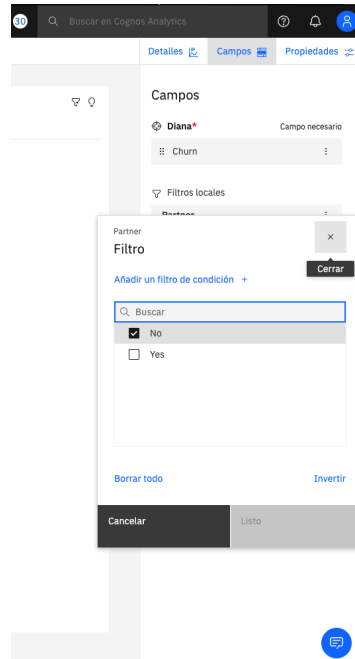 30 Buscar en Cognos Analytics
Detalles Campos Propiedades
Campos
Diana* Campo necesario
Churn
Filtros locales
Partner
Partner
Filtro
Cerrar
Añadir un filtro de condición +
Buscar
No
Yes
Borrar todo Invertir
Cancelar Listo